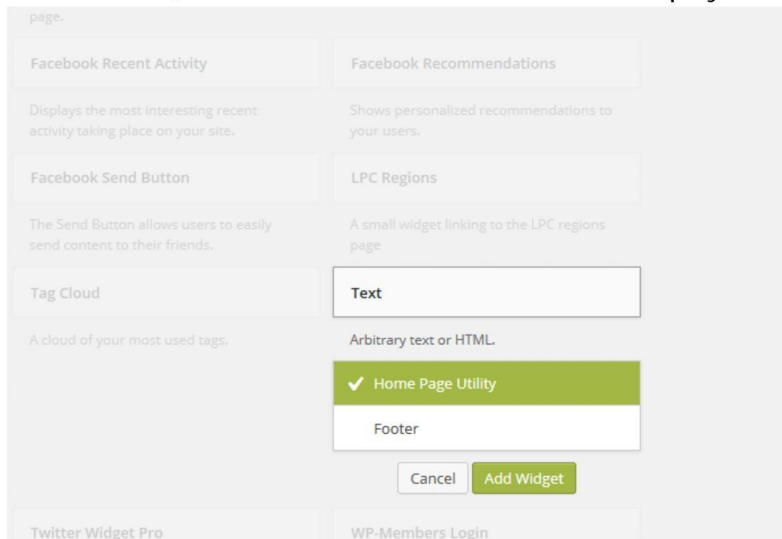 page.
Facebook Recent Activity
Facebook Recommendations
Displays the most interesting recent
activity taking place on your site.
Shows personalized recommendations to
your users.
Facebook Send Button
LPC Regions
The Send Button allows users to easily
send content to their friends.
A small widget linking to the LPC regions
page
Tag Cloud
Text
A cloud of your most used tags.
Arbitrary text or HTML.
Home Page Utility
Footer
Cancel
Add Widget
Twitter Widget Pro
WP-Members Login